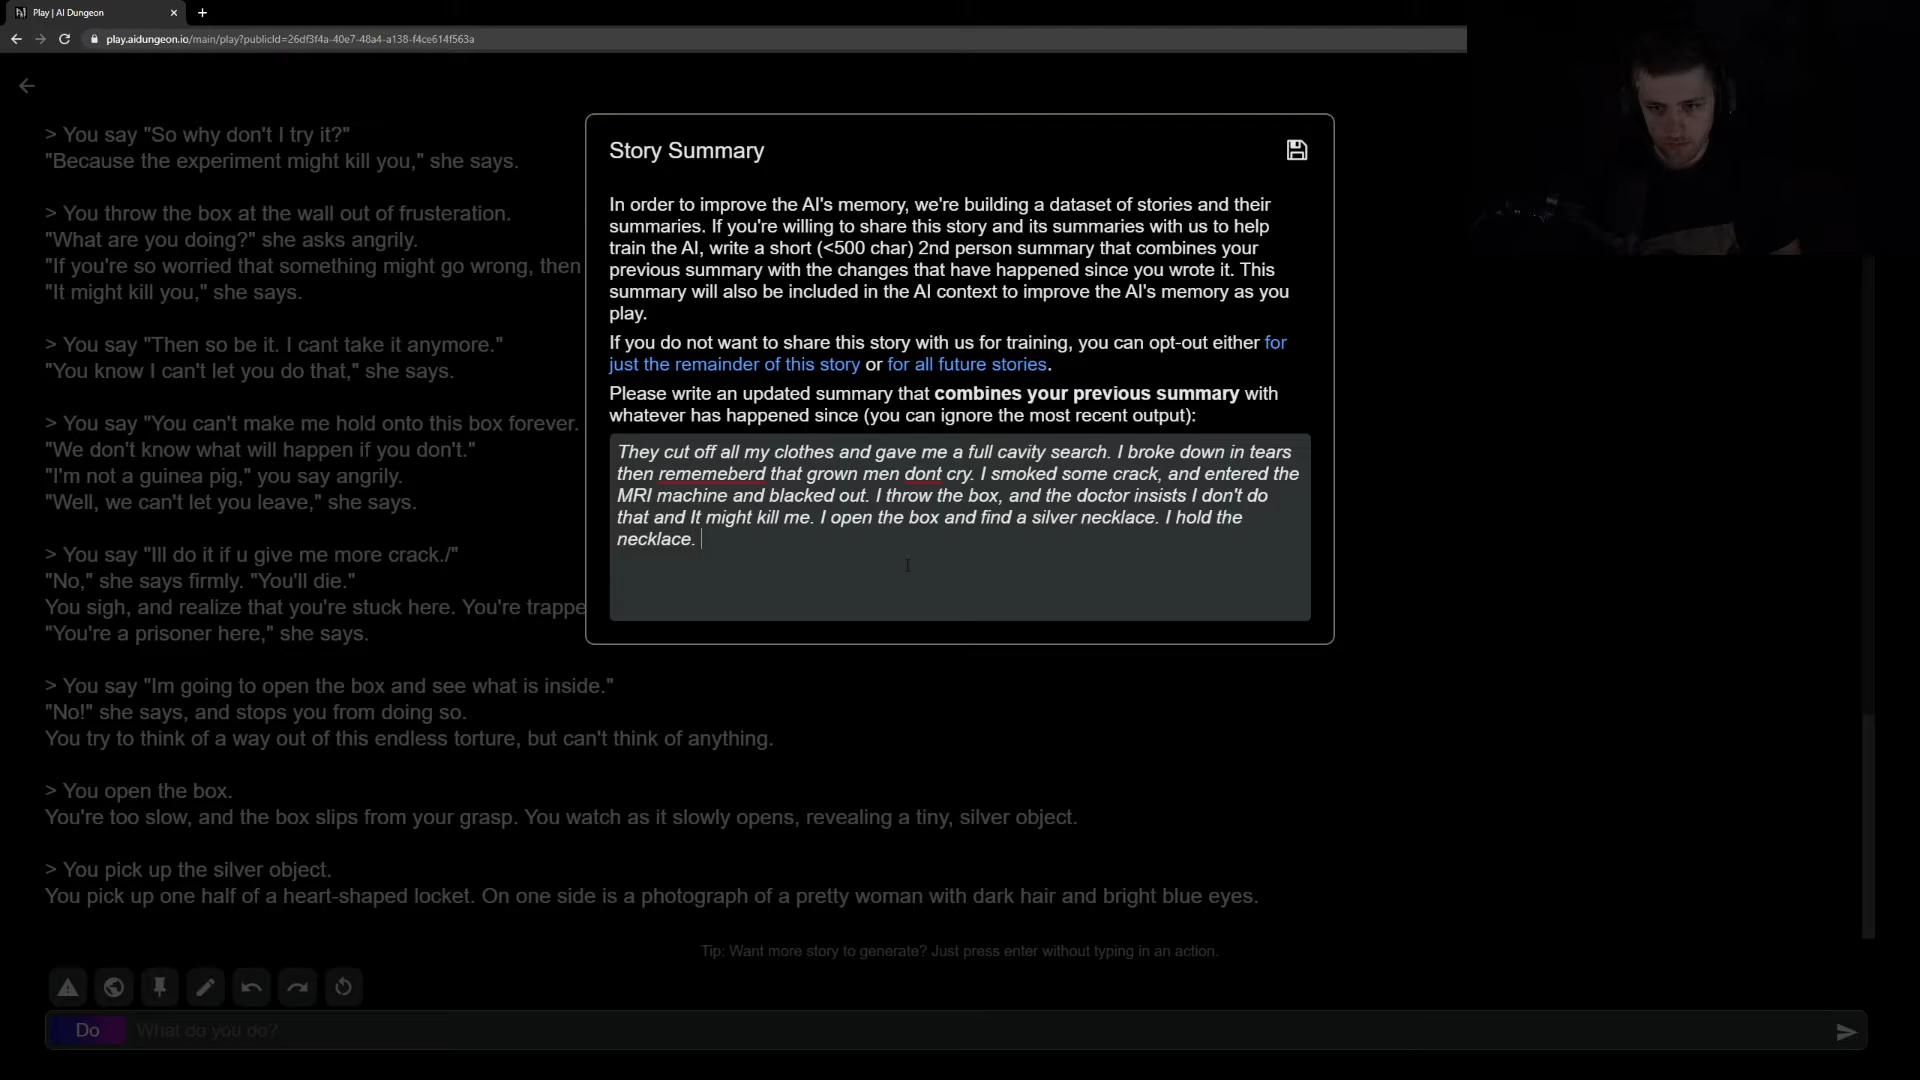 Play | AI Dungeon
play.aidungeon.io/main/play?publicId=26df3f4a-40e7-48a4-a138-f4ce614f563a
> You say "So why don't I try it?"
"Because the experiment might kill you," she says.
> You throw the box at the wall out of frusteration.
"What are you doing?" she asks angrily.
"If you're so worried that something might go wrong, then
"It might kill you," she says.
> You say "Then so be it. I cant take it anymore."
"You know I can't let you do that," she says.
> You say "You can't make me hold onto this box forever.
"We don't know what will happen if you don't."
"I'm not a guinea pig," you say angrily.
"Well, we can't let you leave," she says.
> You say "Ill do it if u give me more crack./"
"No," she says firmly. "You'll die."
You sigh, and realize that you're stuck here. You're trappe
"You're a prisoner here," she says.
> You say "Im going to open the box and see what is inside."
"No!" she says, and stops you from doing so.
You try to think of a way out of this endless torture, but can't think of anything.
> You open the box.
You're too slow, and the box slips from your grasp. You watch as it slowly opens, revealing a tiny, silver object.
> You pick up the silver object.
You pick up one half of a heart-shaped locket. On one side is a photograph of a pretty woman with dark hair and bright blue eyes.
Story Summary
In order to improve the AI's memory, we're building a dataset of stories and their
summaries. If you're willing to share this story and its summaries with us to help
train the AI, write a short (<500 char) 2nd person summary that combines your
previous summary with the changes that have happened since you wrote it. This
summary will also be included in the AI context to improve the AI's memory as you
play.
If you do not want to share this story with us for training, you can opt-out either for
just the remainder of this story or for all future stories.
Please write an updated summary that combines your previous summary with
whatever has happened since (you can ignore the most recent output):
They cut off all my clothes and gave me a full cavity search. I broke down in tears
then rememeberd that grown men dont cry. I smoked some crack, and entered the
MRI machine and blacked out. I throw the box, and the doctor insists I don't do
that and It might kill me. I open the box and find a silver necklace. I hold the
necklace.
Tip: Want more story to generate? Just press enter without typing in an action.
Do What do you do?